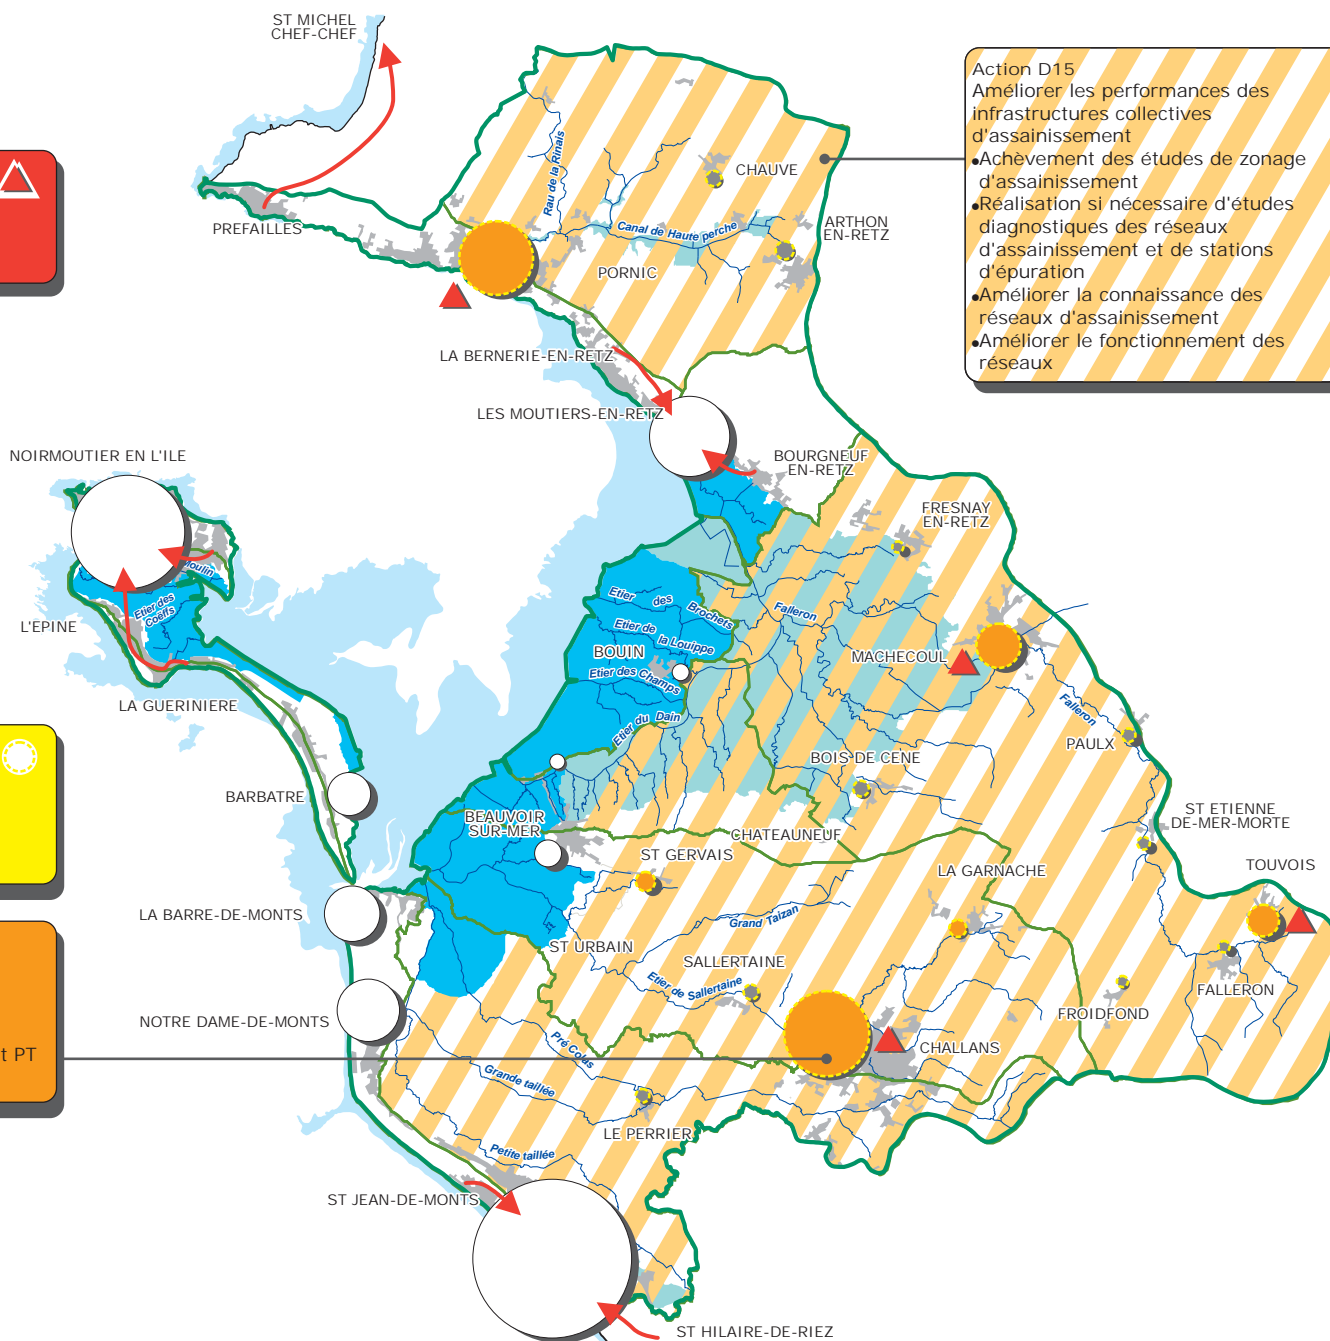 ST MICHEL
CHEF-CHEF
Action D15
Améliorer les performances des
infrastructures collectives
d'assainissement
•Achèvement des études de zonage
d'assainissement
•Réalisation si nécessaire d'études
diagnostiques des réseaux
d'assainissement et de stations
d'épuration
•Améliorer la connaissance des
réseaux d'assainissement
•Améliorer le fonctionnement des
réseaux
Rau de la Rinais
CHAUVE
PREFAILLES
Canal de Haute perche
ARTHON
EN-RETZ
PORNIC
LA BERNERIE-EN-RETZ
LES MOUTIERS-EN-RETZ
NOIRMOUTIER EN L'ILE
BOURGNEUF
EN-RETZ
FRESNAY
EN-RETZ
Etier des
Coeffs
L'EPINE
Etier des Brochets
Falleron
Etier de la Louippe
BOUIN
MACHECOUL
Etier des Champs
LA GUERINIERE
Etier du Dain
Falleron
PAULX
BOIS-DE CENE
BARBATRE
BEAUVOIR
SUR-MER
CHATEAUNEUF
ST ETIENNE
DE-MER-MORTE
ST GERVAIS
TOUVOIS
LA GARNACHE
LA BARRE-DE-MONTS
Grand Taizan
ST URBAIN
SALLERTAINE
Etier de Sallertaine
FALLERON
FROIDFOND
NOTRE DAME-DE-MONTS
Pré Colas
CHALLANS
t PT
Grande taillée
LE PERRIER
Petite taillée
ST JEAN-DE-MONTS
ST HILAIRE-DE-RIEZ